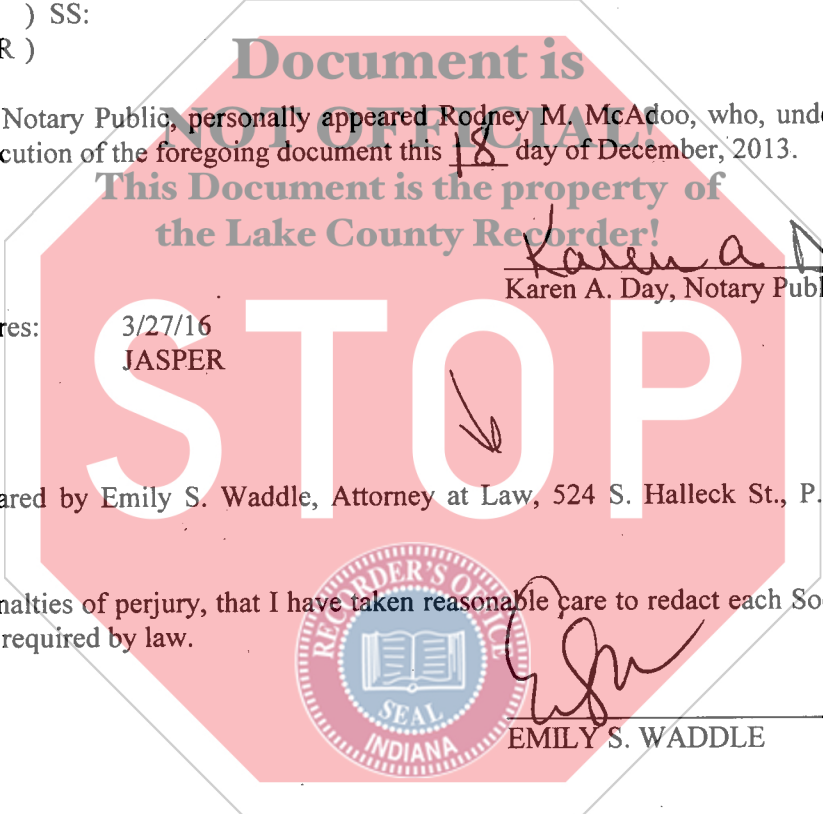 ) SS:
R )
Document is
NOT OFFICIAL!
Notary Public, personally appeared Rodney M. McAdoo, who, unde
cution of the foregoing document this 18 day of December, 2013.
This Document is the property of
the Lake County Recorder!
Karen A D
Karen A. Day, Notary Publ
res: 3/27/16
JASPER
STOP
ared by Emily S. Waddle, Attorney at Law, 524 S. Halleck St., P.
nalties of perjury, that I have taken reasonable care to redact each So
required by law.
RECORDER'S OFFICE
SEAL
INDIANA
EMILY S. WADDLE